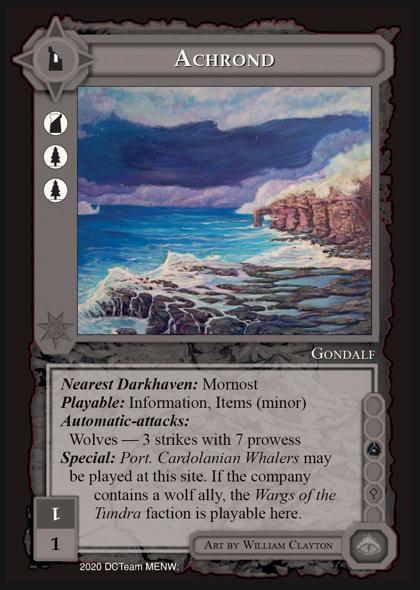 ACHROND
GONDALF
Nearest Darkhaven: Mornost
Playable: Information, Items (minor)
Automatic-attacks:
Wolves — 3 strikes with 7 prowess
Special: Port. Cardolanian Whalers may
be played at this site. If the company
contains a wolf ally, the Wargs of the
Tundra faction is playable here.
1
1
ART BY WILLIAM CLAYTON
2020 DCTeam MENW: